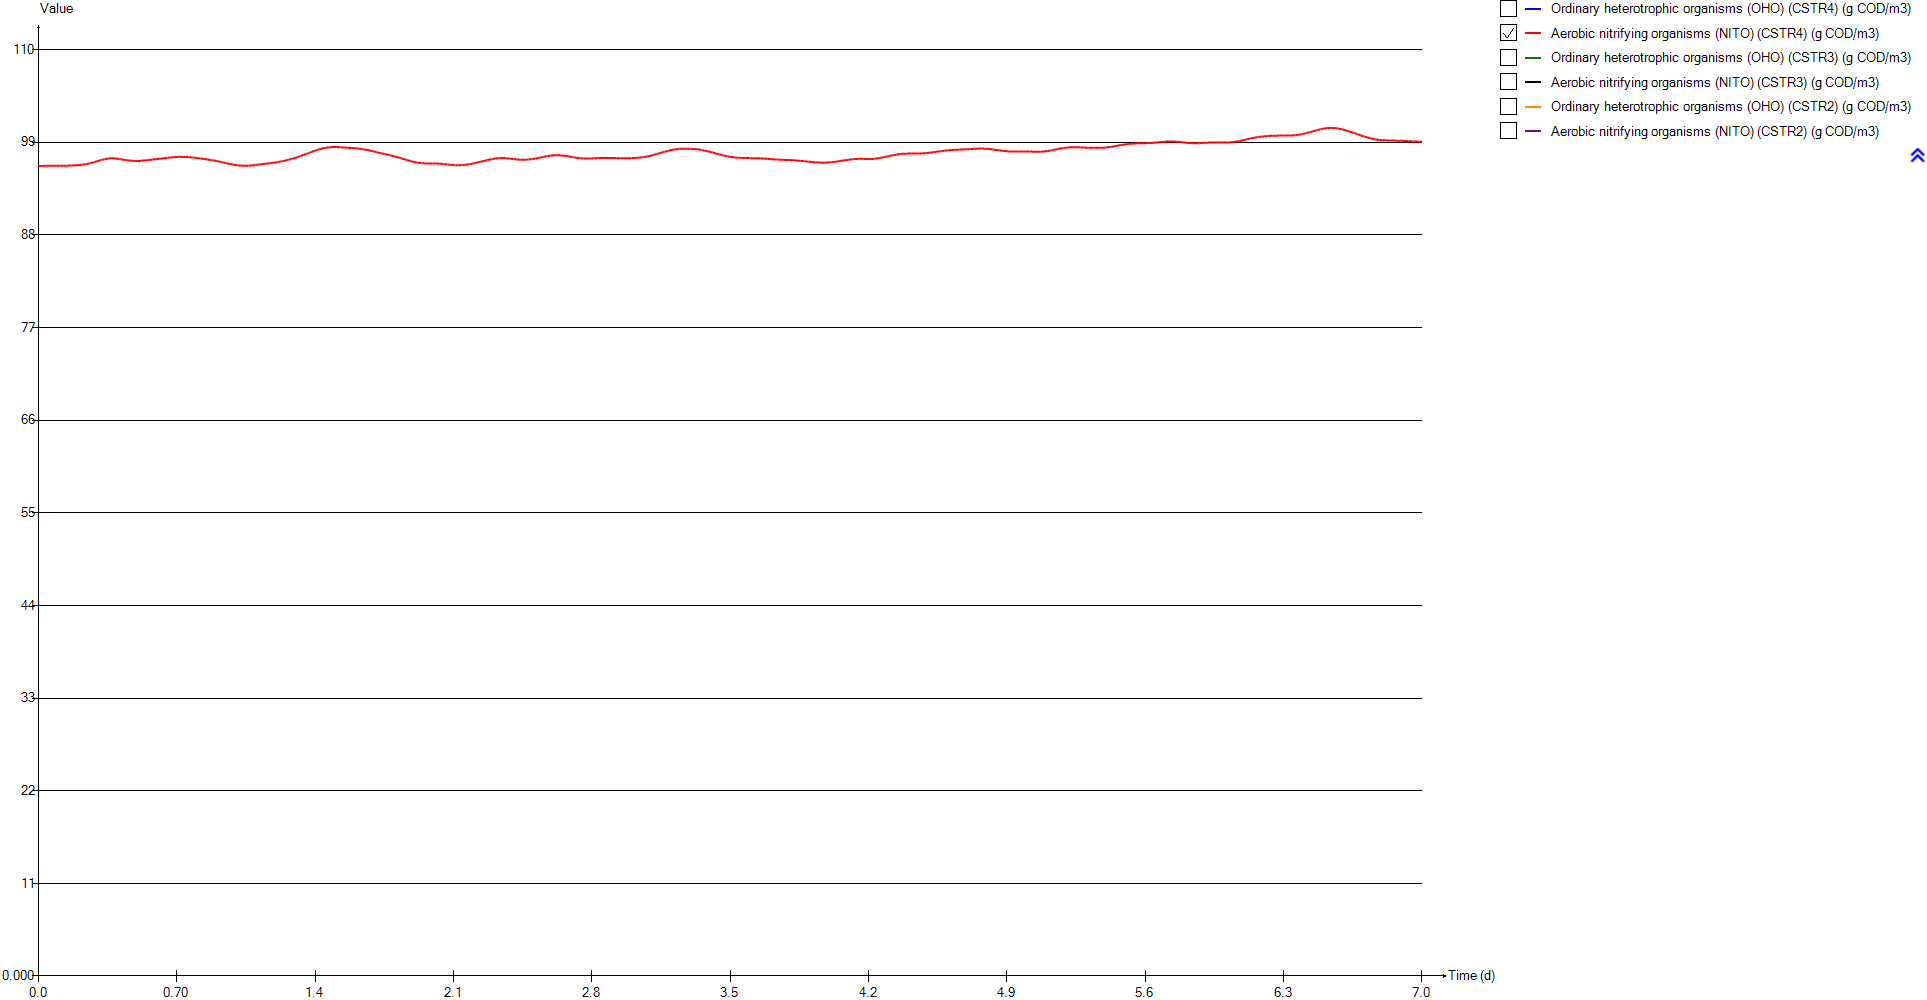 Value
110
99
88
77
66
55
44
33
22
11
0.000
0.0 0.70 1.4 2.1 2.8 3.5 4.2 4.9 5.6 6.3 7.0
Time (d)
Ordinary heterotrophic organisms (OHO) (CSTR4) (g COD/m3)
Aerobic nitrifying organisms (NITO) (CSTR4) (g COD/m3)
Ordinary heterotrophic organisms (OHO) (CSTR3) (g COD/m3)
Aerobic nitrifying organisms (NITO) (CSTR3) (g COD/m3)
Ordinary heterotrophic organisms (OHO) (CSTR2) (g COD/m3)
Aerobic nitrifying organisms (NITO) (CSTR2) (g COD/m3)